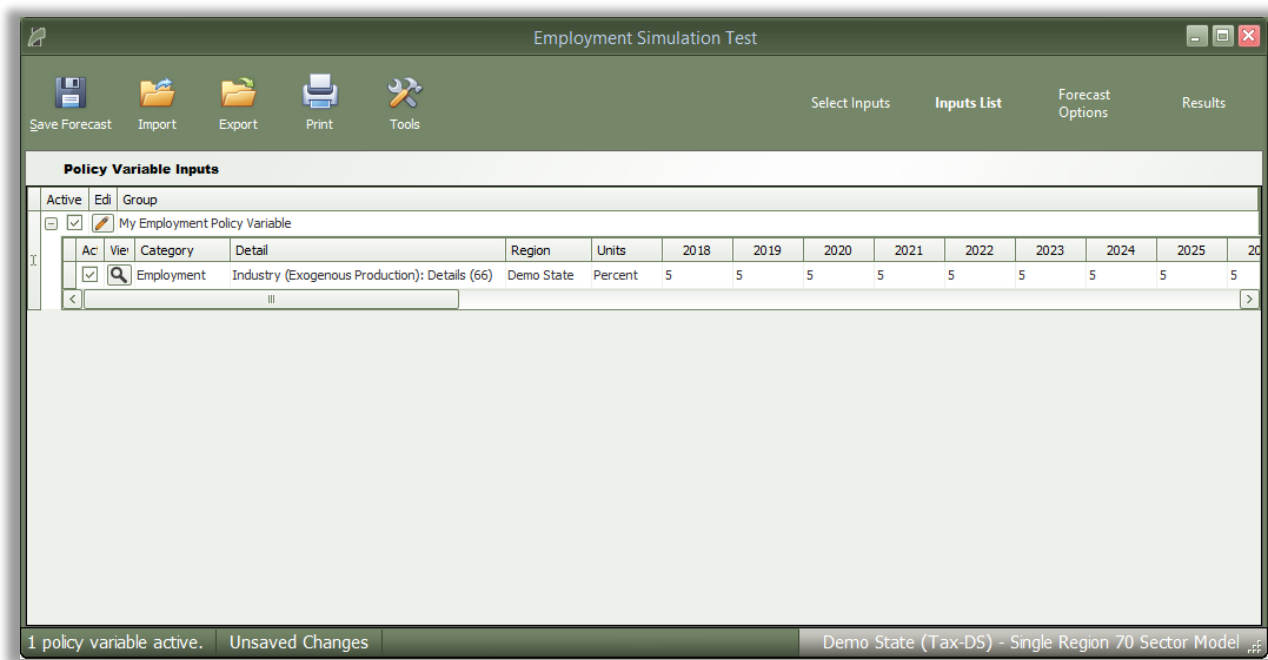 Employment Simulation Test
Save Forecast Import Export Print Tools Select Inputs Inputs List Forecast Options Results
Policy Variable Inputs
Active Edi Group
My Employment Policy Variable
Ac Vie Category Detail Region Units 2018 2019 2020 2021 2022 2023 2024 2025 20
Employment Industry (Exogenous Production): Details (66) Demo State Percent 5 5 5 5 5 5 5 5 5
1 policy variable active. Unsaved Changes Demo State (Tax-DS) - Single Region 70 Sector Model